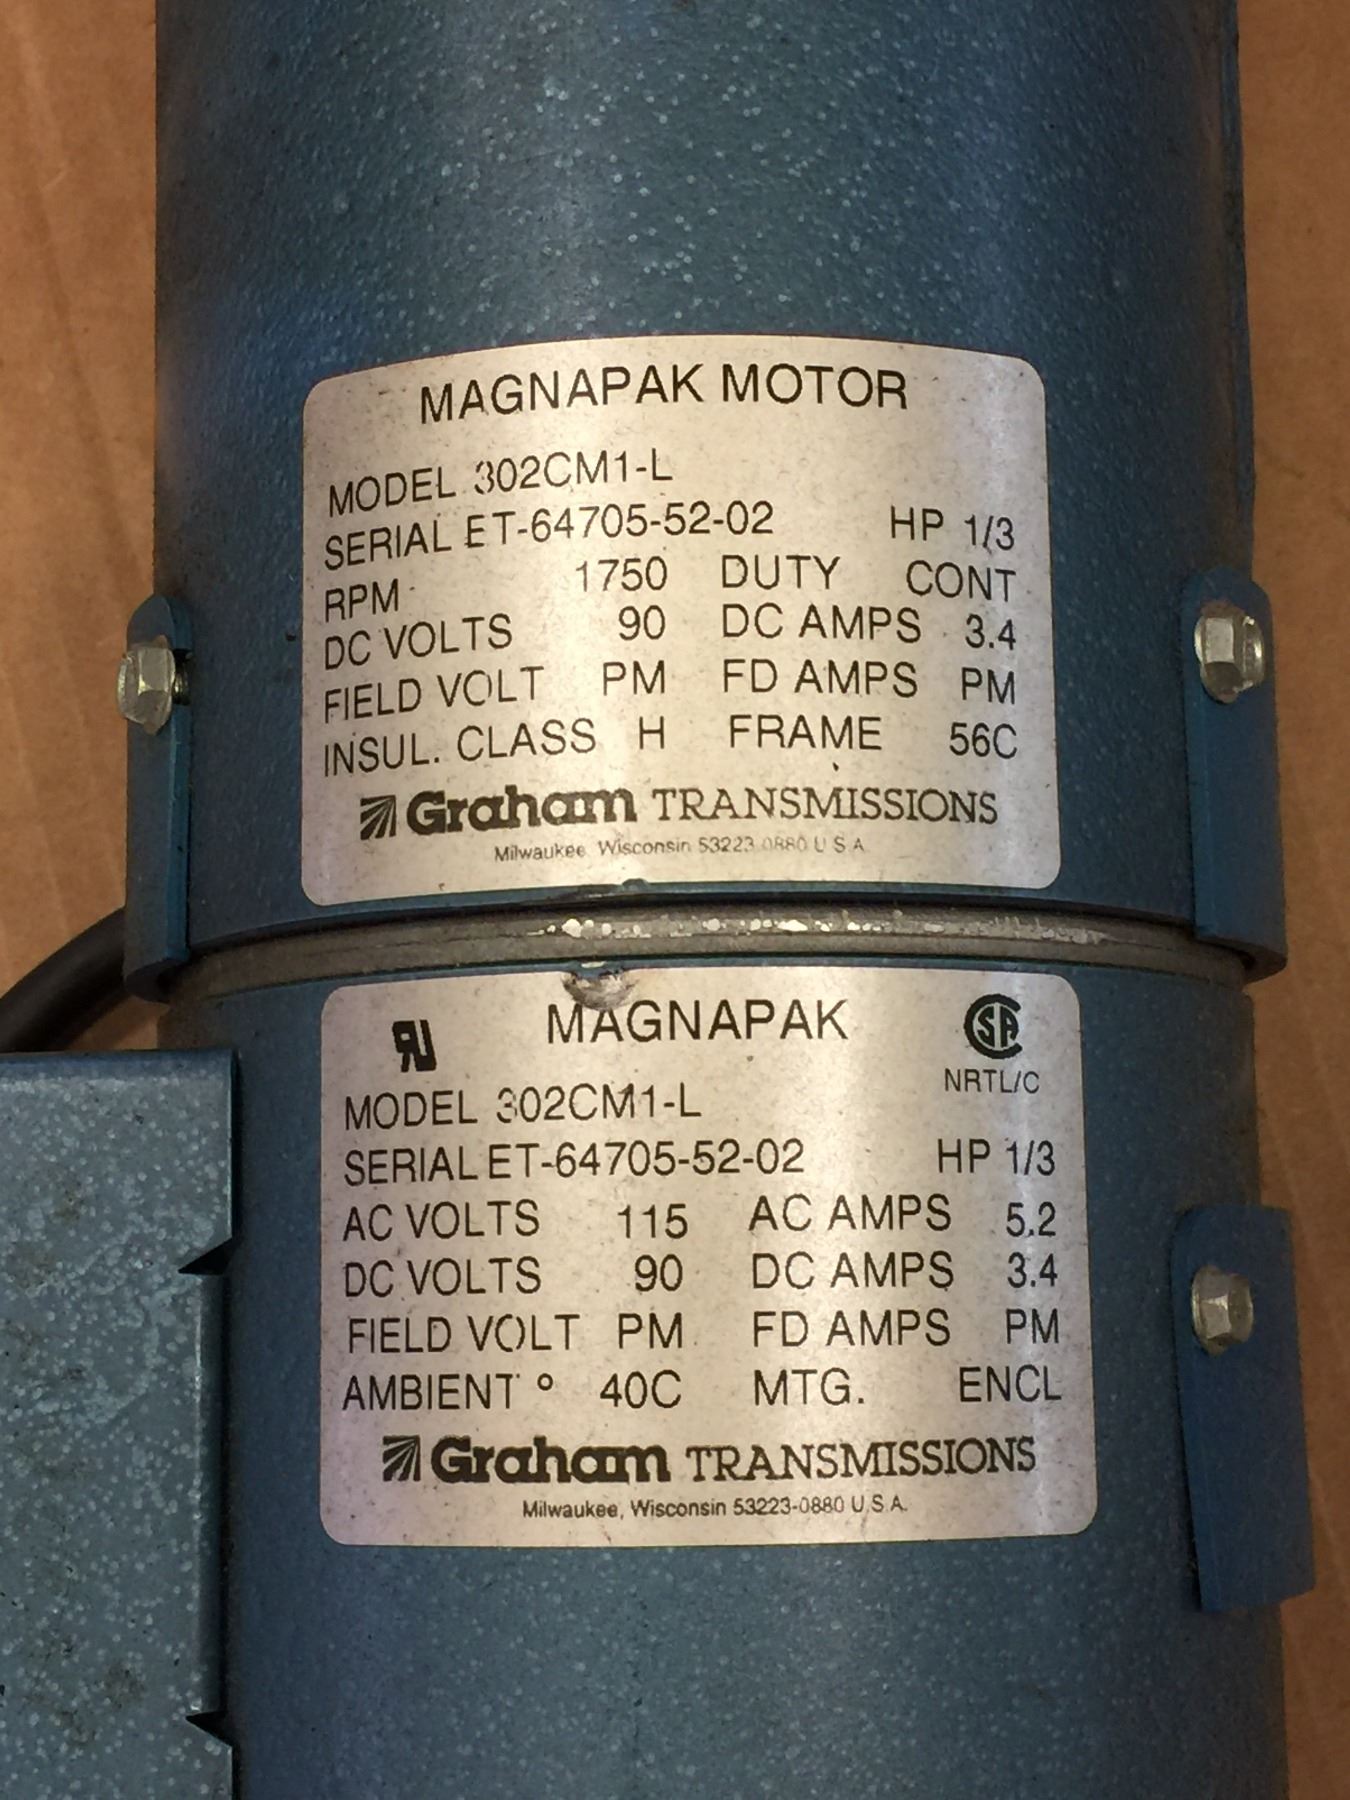 MAGNAPAK MOTOR
MODEL 302CM1-L
SERIAL ET-64705-52-02 HP 1/3
RPM 1750 DUTY CONT
DC VOLTS 90 DC AMPS 3.4
FIELD VOLT PM FD AMPS PM
INSUL. CLASS H FRAME 56C
Graham TRANSMISSIONS
Milwaukee, Wisconsin 53223-0880 U.S.A.
MAGNAPAK
MODEL 302CM1-L
NRTL/C
SERIAL ET-64705-52-02 HP 1/3
AC VOLTS 115 AC AMPS 5.2
DC VOLTS 90 DC AMPS 3.4
FIELD VOLT PM FD AMPS PM
AMBIENT ° 40C MTG. ENCL
Graham TRANSMISSIONS
Milwaukee, Wisconsin 53223-0880 U.S.A.